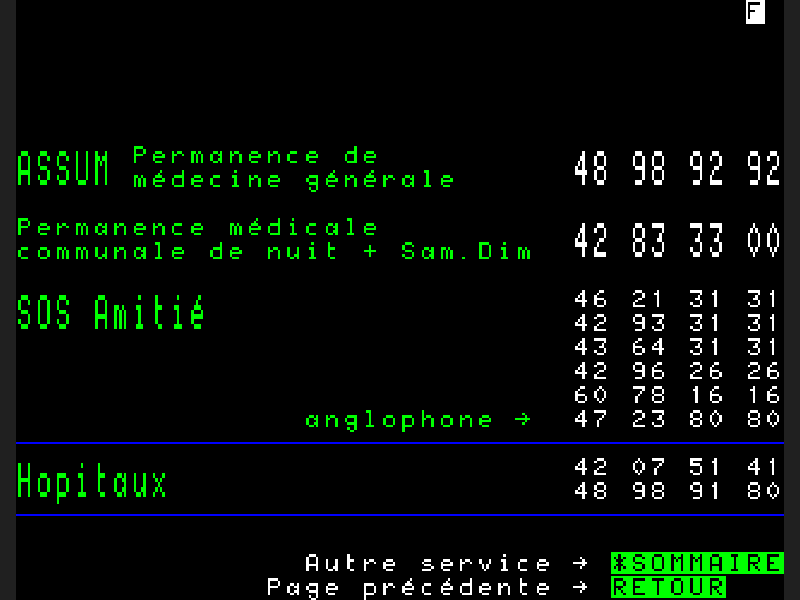 F
ASSUM Permanence de
médecine générale 48 98 92 92
Permanence médicale
communale de nuit + Sam.Dim 42 83 33 00
SOS Amitié 46 21 31 31
42 93 31 31
43 64 31 31
42 96 26 26
60 78 16 16
anglophone → 47 23 80 80
Hopitaux 42 07 51 41
48 98 91 80
Autre service → *SOMMAIRE
Page précédente → RETOUR